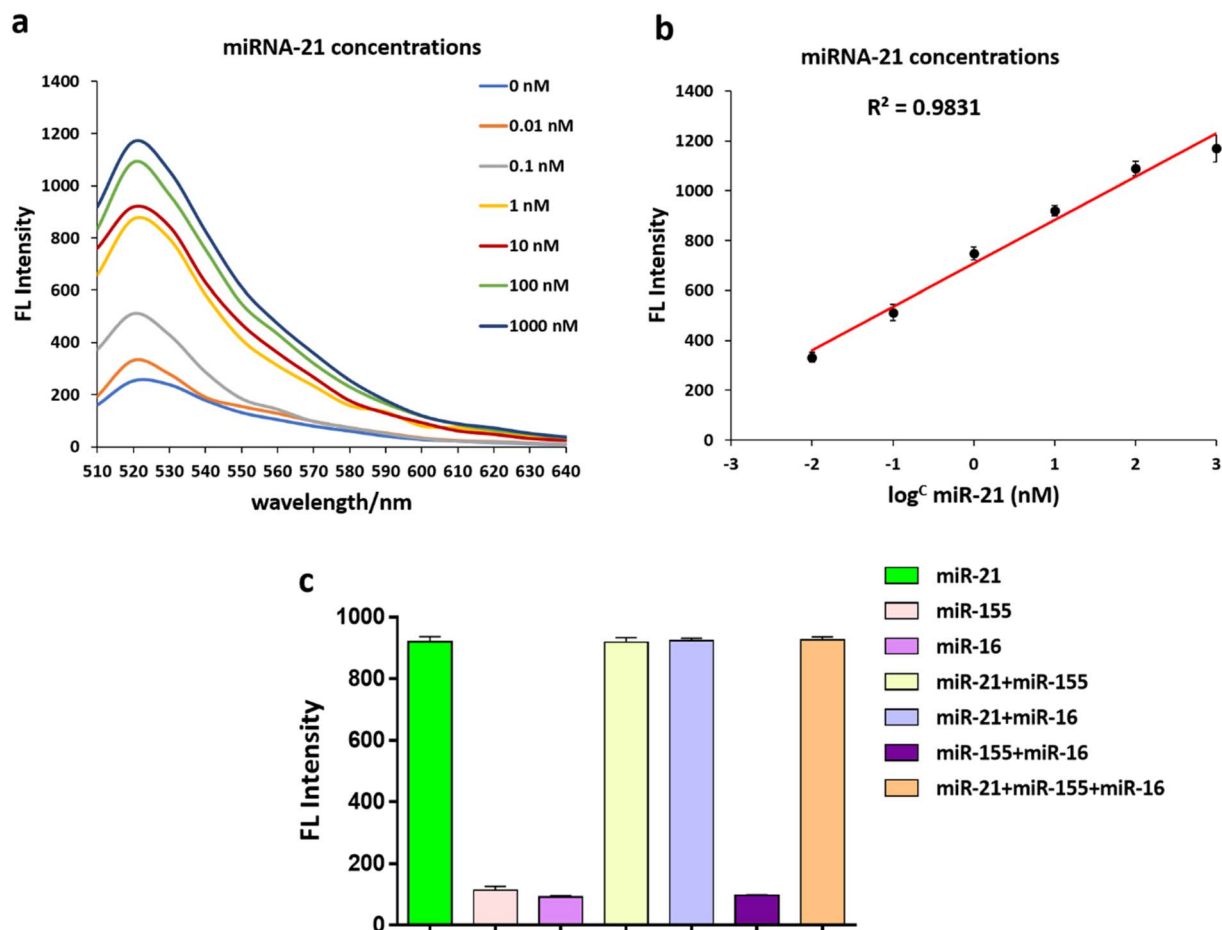 a
miRNA-21 concentrations
1400
1200
1000
800
600
400
200
0
FL Intensity
510 520 530 540 550 560 570 580 590 600 610 620 630 640
wavelength/nm
0 nM
0.01 nM
0.1 nM
1 nM
10 nM
100 nM
1000 nM
b
miRNA-21 concentrations
R² = 0.9831
1400
1200
1000
800
600
400
200
0
FL Intensity
-3 -2 -1 0 1 2 3
logᶜ miR-21 (nM)
c
1000
800
600
400
200
0
FL Intensity
miR-21
miR-155
miR-16
miR-21+miR-155
miR-21+miR-16
miR-155+miR-16
miR-21+miR-155+miR-16